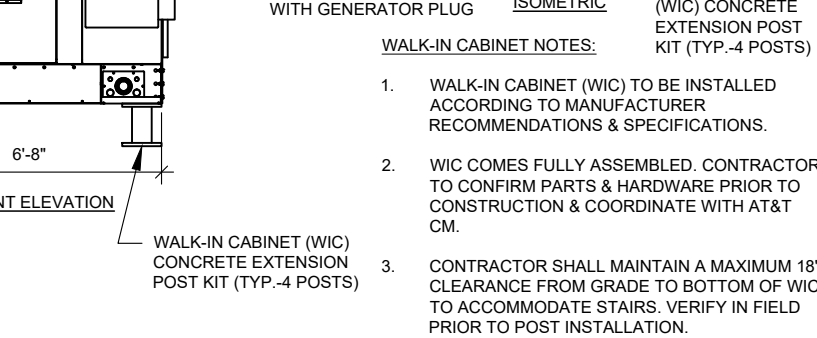 WITH GENERATOR PLUG
ISOMETRIC
(WIC) CONCRETE
EXTENSION POST
KIT (TYP.-4 POSTS)
6'-8"
ELEVATION
WALK-IN CABINET (WIC)
CONCRETE EXTENSION
POST KIT (TYP.-4 POSTS)
WALK-IN CABINET NOTES:
1. WALK-IN CABINET (WIC) TO BE INSTALLED
ACCORDING TO MANUFACTURER
RECOMMENDATIONS & SPECIFICATIONS.
2. WIC COMES FULLY ASSEMBLED. CONTRACTOR
TO CONFIRM PARTS & HARDWARE PRIOR TO
CONSTRUCTION & COORDINATE WITH AT&T
CM.
3. CONTRACTOR SHALL MAINTAIN A MAXIMUM 18"
CLEARANCE FROM GRADE TO BOTTOM OF WIC
TO ACCOMMODATE STAIRS. VERIFY IN FIELD
PRIOR TO POST INSTALLATION.